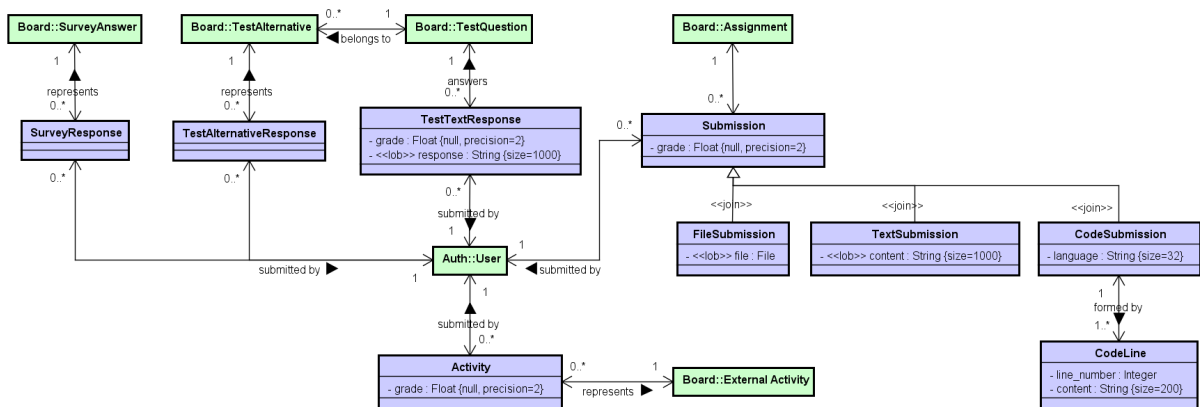 0..*
1
Board::SurveyAnswer
Board::TestAlternative
Board::TestQuestion
Board::Assignment
belongs to
1
1
1
1
represents
represents
answers
0..*
0..*
0..*
0..*
SurveyResponse
TestAlternativeResponse
TestTextResponse
- grade : Float {null, precision=2}
- <<lob>> response : String {size=1000}
0..*
Submission
- grade : Float {null, precision=2}
0..*
0..*
0..*
<<join>>
<<join>>
<<join>>
submitted by
FileSubmission
- <<lob>> file : File
TextSubmission
- <<lob>> content : String {size=1000}
CodeSubmission
- language : String {size=32}
1
1
Auth::User
submitted by
1
submitted by
1
1
submitted by
formed by
0..*
1..*
Activity
- grade : Float {null, precision=2}
0..*
1
represents
Board::External Activity
CodeLine
- line_number : Integer
- content : String {size=200}